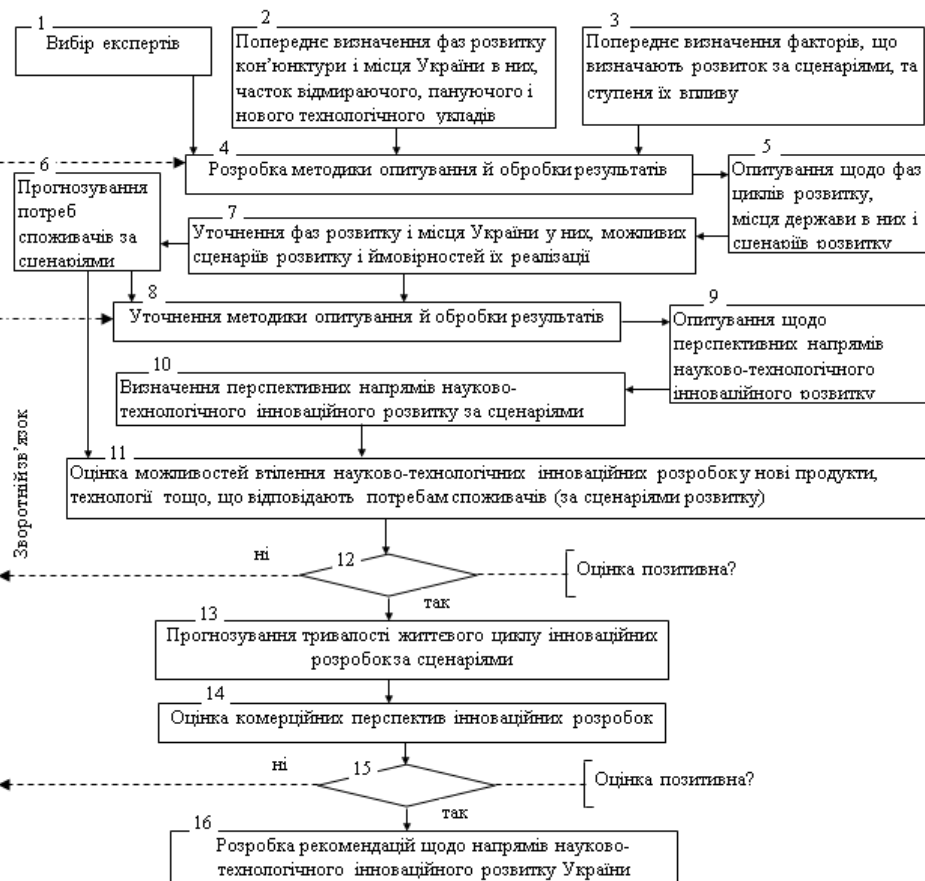 1
Вибір експертів
2
Попереднє визначення фаз розвитку
кон’юнктури і місця України в них,
часток відмираючого, пануючого і
нового технологічного укладів
3
Попереднє визначення факторів, що
визначають розвиток за сценаріями, та
ступеня їх впливу
4
Розробка методики опитування й обробки результатів
5
Опитування щодо фаз
циклів розвитку,
місця держави в них і
сценаріїв розвитку
6
Прогнозування
потреб
споживачів за
сценаріями
7
Уточнення фаз розвитку і місця України у них, можливих
сценаріїв розвитку і ймовірностей їх реалізації
8
Уточнення методики опитування й обробки результатів
9
Опитування щодо
перспективних напрямів
науково-технологічного
інноваційного розвитку
10
Визначення перспективних напрямів науково-
технологічного інноваційного розвитку за сценаріями
Зворотнійзв’язок
11
Оцінка можливостей втілення науково-технологічних інноваційних розробок у нові продукти,
технології тощо, що відповідають потребам споживачів (за сценаріями розвитку)
ні
12
Оцінка позитивна?
так
13
Прогнозування тривалості життєвого циклу інноваційних
розробок за сценаріями
14
Оцінка комерційних перспектив інноваційних розробок
ні
15
Оцінка позитивна?
так
16
Розробка рекомендацій щодо напрямів науково-
технологічного інноваційного розвитку України